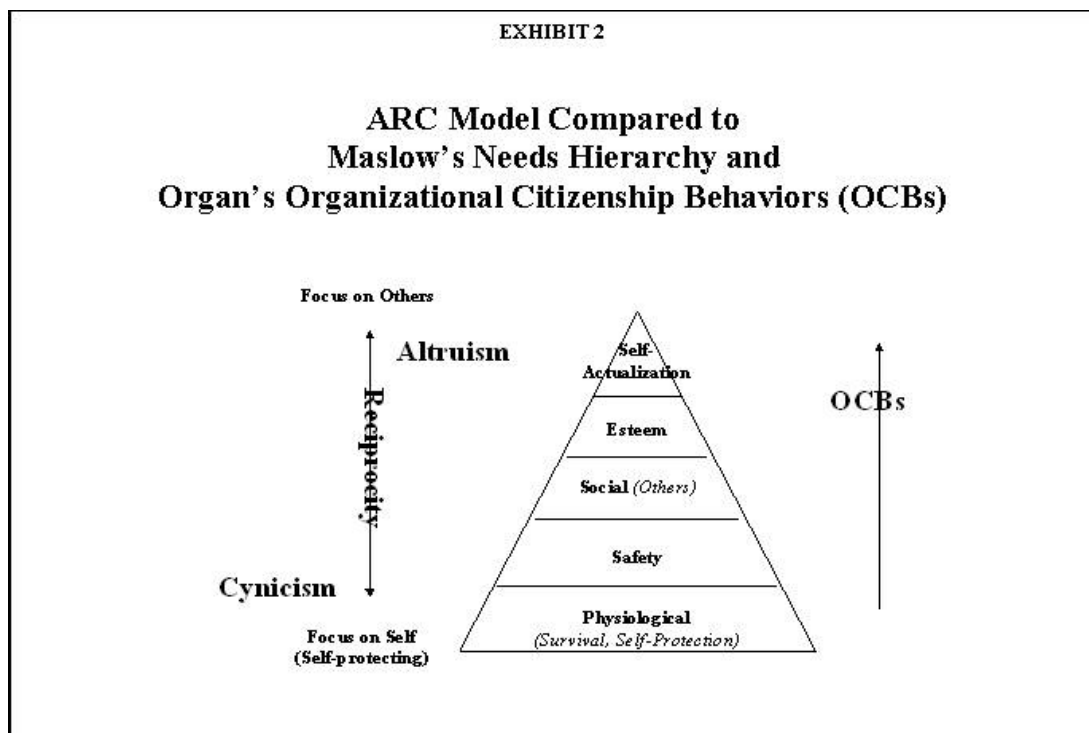 EXHIBIT 2
ARC Model Compared to
Maslow's Needs Hierarchy and
Organ's Organizational Citizenship Behaviors (OCBs)
Focus on Others
Altruism
Reciprocity
Cynicism
Focus on Self
(Self-protecting)
Self-
Actualization
Esteem
Social (Others)
Safety
Physiological
(Survival, Self-Protection)
OCBs